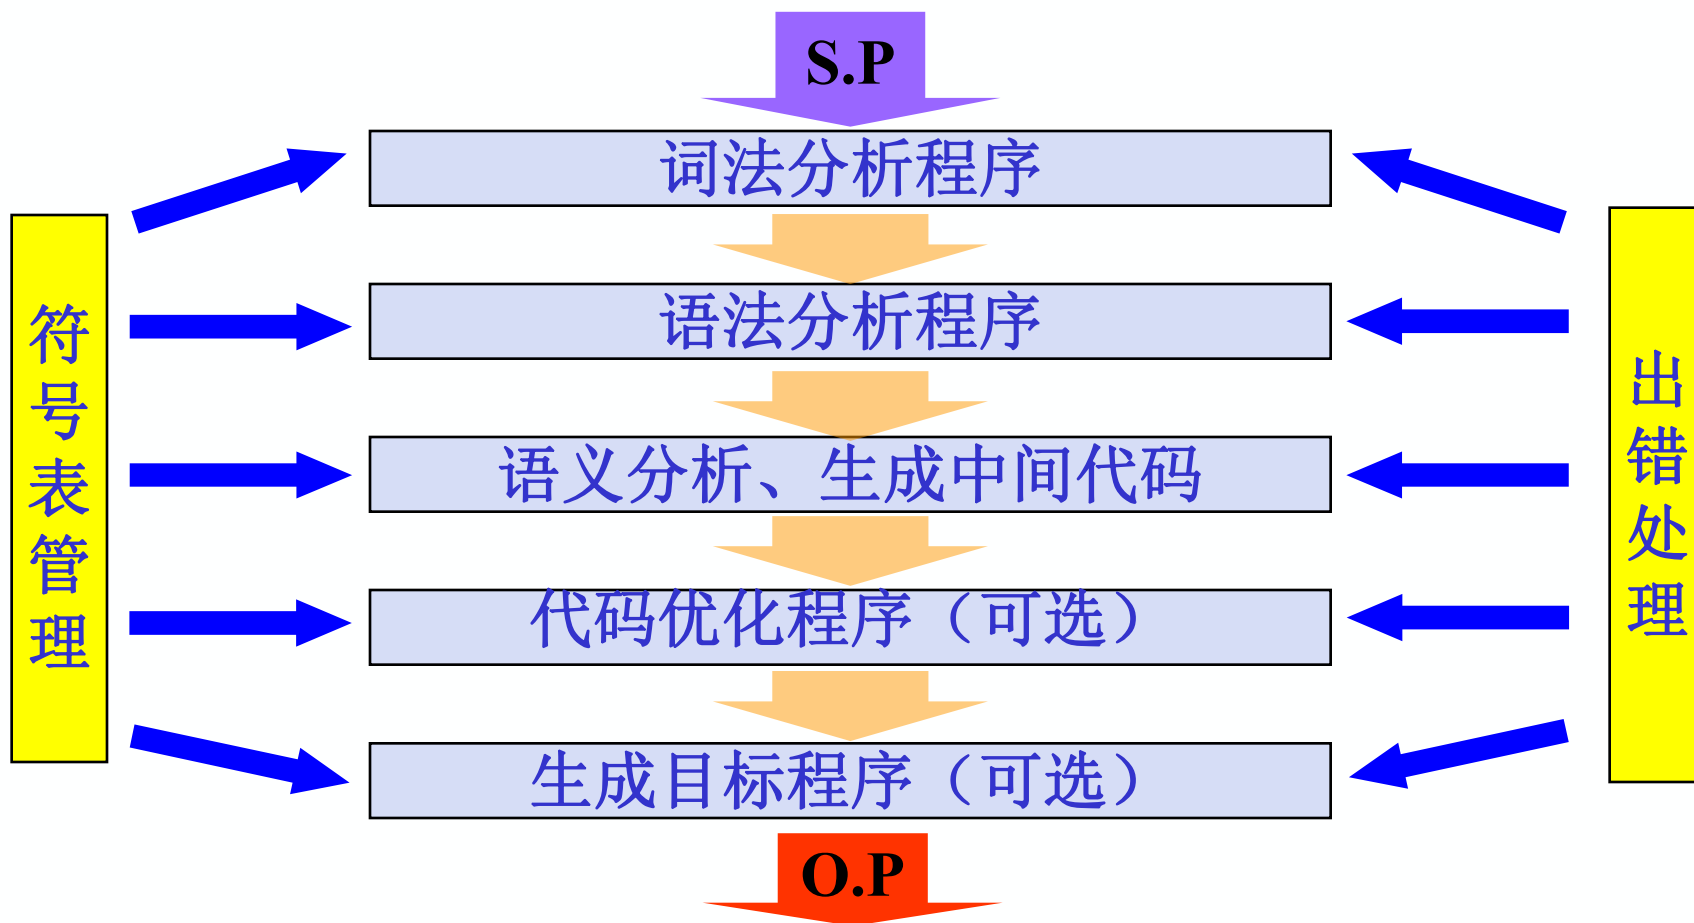 S.P
词法分析程序
语法分析程序
语义分析、生成中间代码
代码优化程序（可选）
生成目标程序（可选）
O.P
符号表管理
出错处理